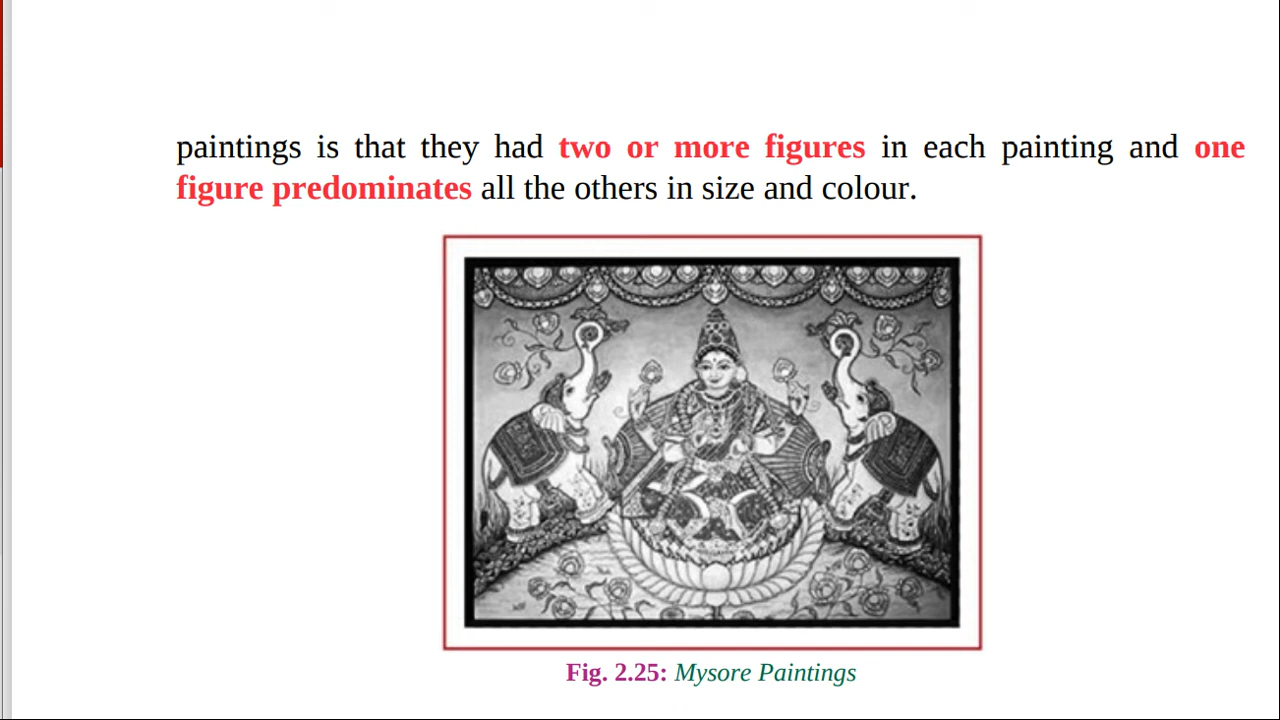 paintings is that they had two or more figures in each painting and one
figure predominates all the others in size and colour.
Fig. 2.25: Mysore Paintings